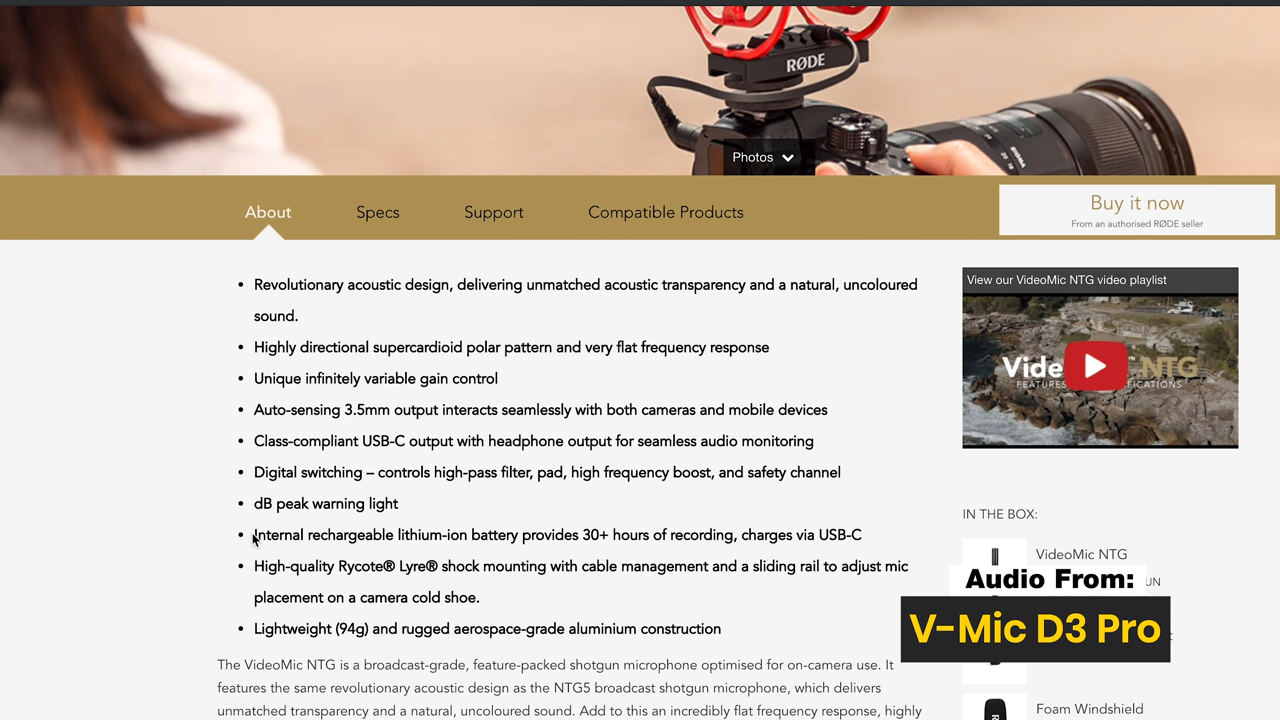 RØDE
SIGMA
Photos
About
Specs
Support
Compatible Products
Buy it now
From an authorised RØDE seller
• Revolutionary acoustic design, delivering unmatched acoustic transparency and a natural, uncoloured
sound.
• Highly directional supercardioid polar pattern and very flat frequency response
• Unique infinitely variable gain control
• Auto-sensing 3.5mm output interacts seamlessly with both cameras and mobile devices
• Class-compliant USB-C output with headphone output for seamless audio monitoring
• Digital switching – controls high-pass filter, pad, high frequency boost, and safety channel
• dB peak warning light
• Internal rechargeable lithium-ion battery provides 30+ hours of recording, charges via USB-C
• High-quality Rycote® Lyre® shock mounting with cable management and a sliding rail to adjust mic
placement on a camera cold shoe.
• Lightweight (94g) and rugged aerospace-grade aluminium construction
The VideoMic NTG is a broadcast-grade, feature-packed shotgun microphone optimised for on-camera use. It
features the same revolutionary acoustic design as the NTG5 broadcast shotgun microphone, which delivers
unmatched transparency and a natural, uncoloured sound. Add to this an incredibly flat frequency response, highly
View our VideoMic NTG video playlist
NTG
IN THE BOX:
VideoMic NTG
Audio From:
V-Mic D3 Pro
Foam Windshield